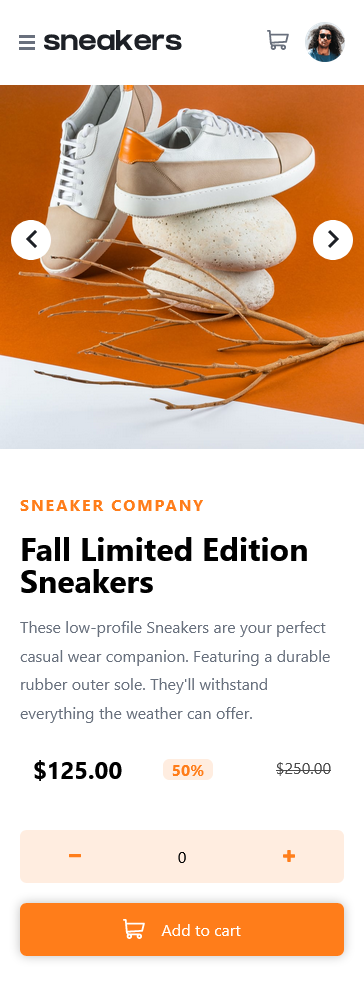 sneakers
SNEAKER COMPANY
Fall Limited Edition
Sneakers
These low-profile Sneakers are your perfect
casual wear companion. Featuring a durable
rubber outer sole. They'll withstand
everything the weather can offer.
$125.00 50% $250.00
0
Add to cart